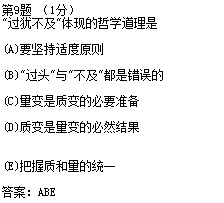 第9题 （1分）
“过犹不及”体现的哲学道理是
(A)要坚持适度原则
(B)“过头”与“不及”都是错误的
(C)量变是质变的必要准备
(D)质变是量变的必然结果
(E)把握质和量的统一
答案：ABE